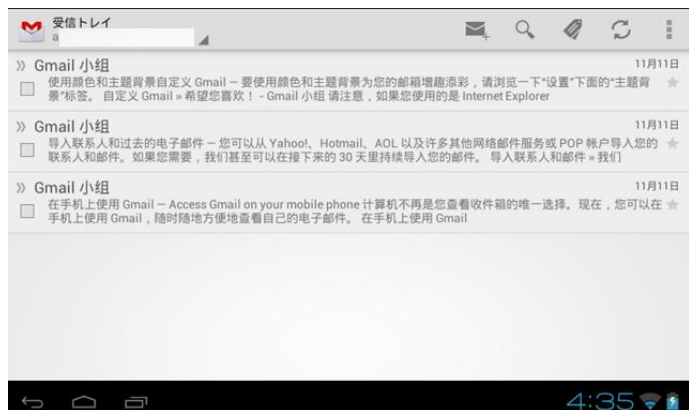 受信トレイ
a
Gmail 小组
11月11日
使用颜色和主题背景自定义 Gmail – 要使用颜色和主题背景为您的邮箱增趣添彩，请浏览一下“设置”下面的“主题背
景”标签。 自定义 Gmail » 希望您喜欢！ - Gmail 小组 请注意，如果您使用的是 Internet Explorer
Gmail 小组
11月11日
导入联系人和过去的电子邮件 – 您可以从 Yahoo!、Hotmail、AOL 以及许多其他网络邮件服务或 POP 帐户导入您的
联系人和邮件。如果您需要，我们甚至可以在接下来的 30 天里持续导入您的邮件。 导入联系人和邮件 » 我们
Gmail 小组
11月11日
在手机上使用 Gmail – Access Gmail on your mobile phone 计算机不再是您查看收件箱的唯一选择。现在，您可以在
手机上使用 Gmail，随时随地方便地查看自己的电子邮件。 在手机上使用 Gmail
4:35